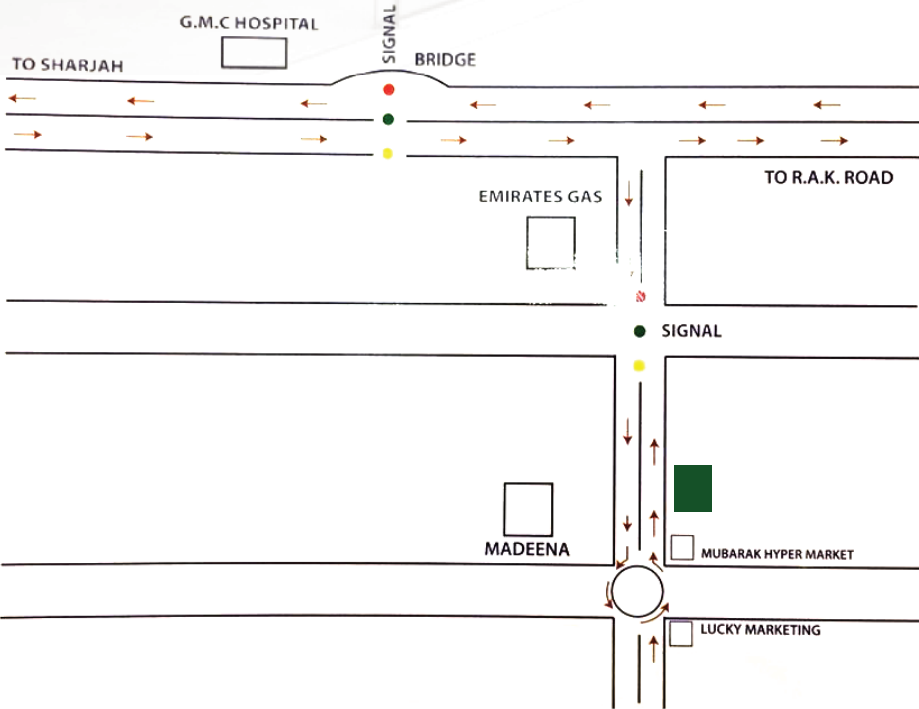 G.M.C HOSPITAL
SIGNAL
BRIDGE
TO SHARJAH
TO R.A.K. ROAD
EMIRATES GAS
SIGNAL
MADEENA
MUBARAK HYPER MARKET
LUCKY MARKETING